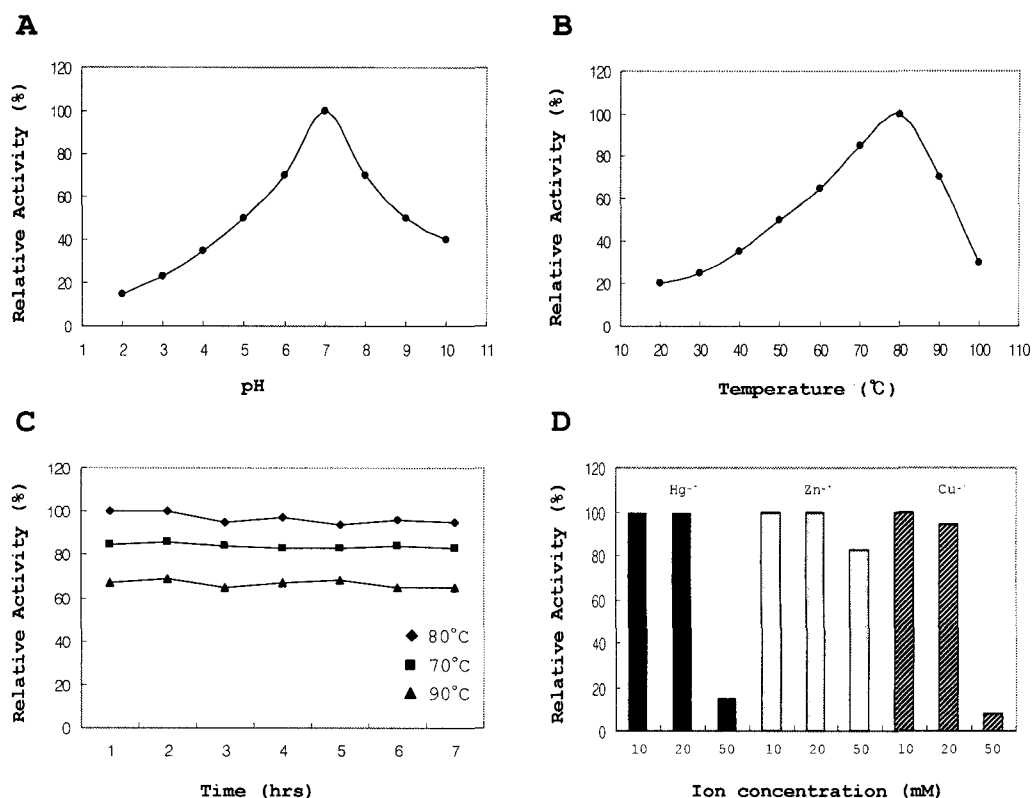 A
Relative Activity (%)
120
100
80
60
40
20
0
1 2 3 4 5 6 7 8 9 10 11
pH
B
Relative Activity (%)
120
100
80
60
40
20
0
10 20 30 40 50 60 70 80 90 100 110
Temperature (℃)
C
Relative Activity (%)
120
100
80
60
40
20
0
80°C
70°C
90°C
1 2 3 4 5 6 7
Time (hrs)
D
Relative Activity (%)
120
100
80
60
40
20
0
Hg Zn Cu
10 20 50 10 20 50 10 20 50
Ion concentration (mM)